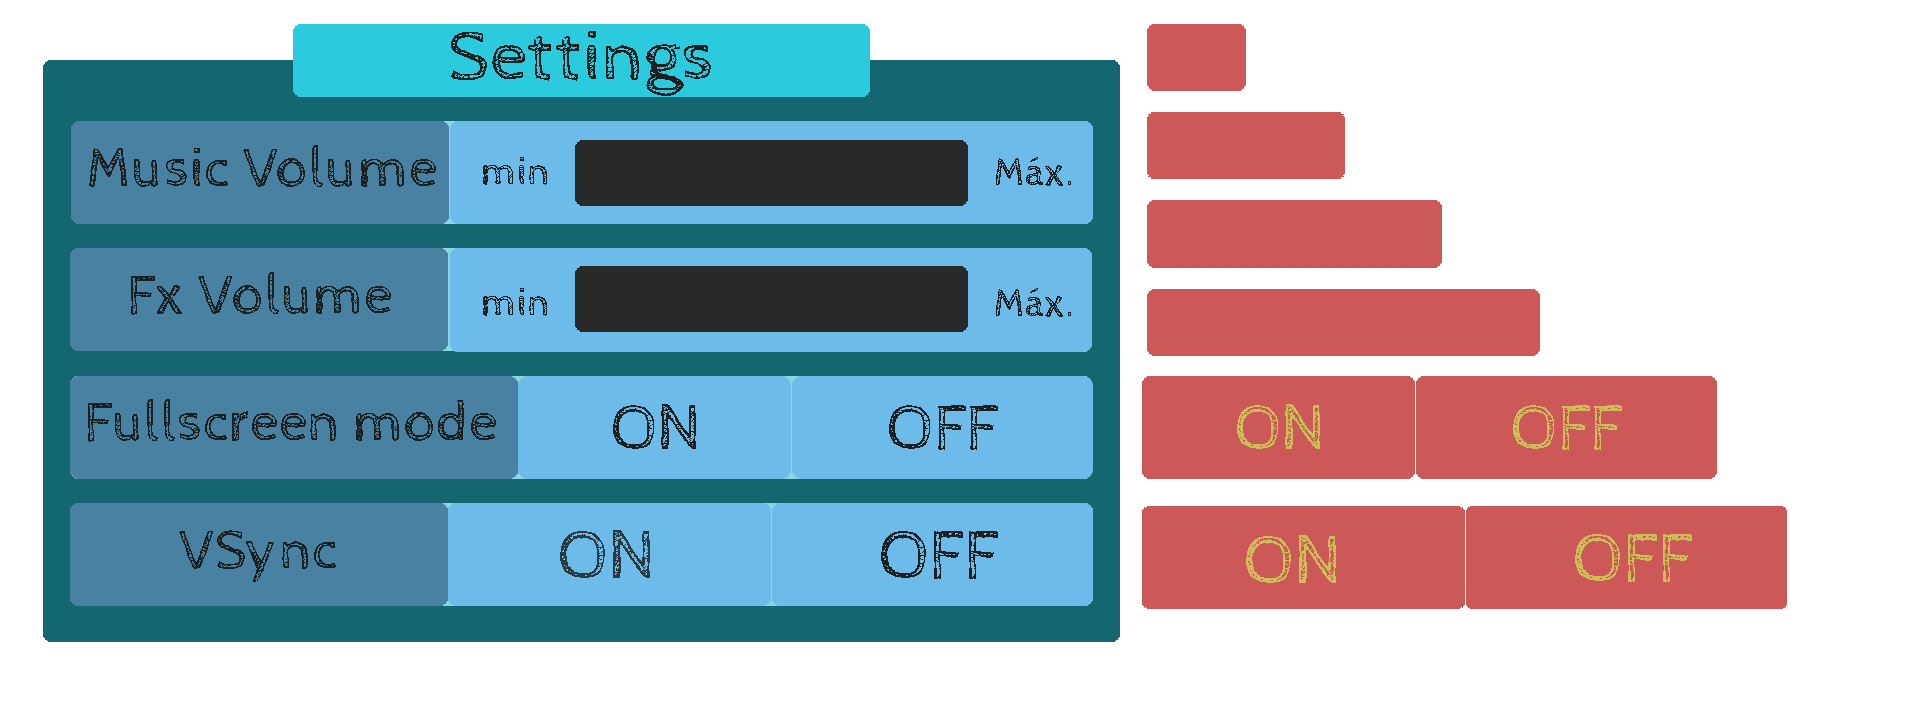 Settings
Music Volume min Máx.
Fx Volume min Máx.
Fullscreen mode ON OFF ON OFF
VSync ON OFF ON OFF